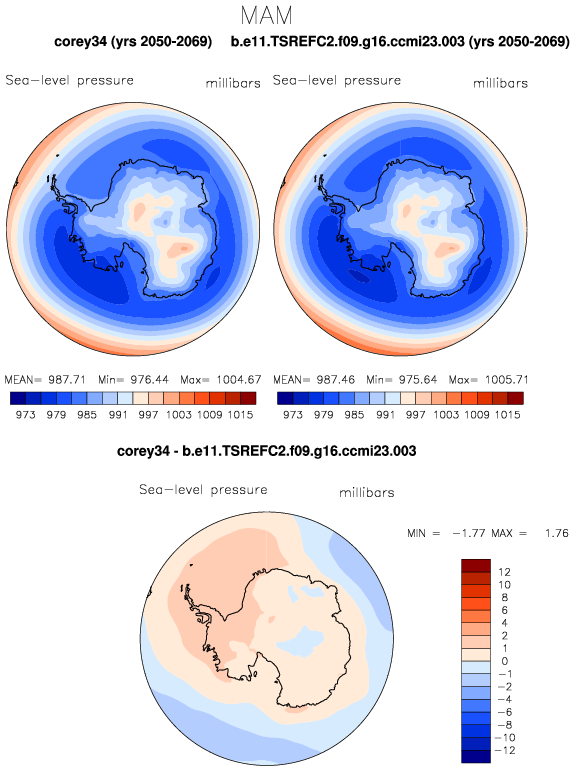 MAM
corey34 (yrs 2050-2069) b.e11.TSREFC2.f09.g16.ccmi23.003 (yrs 2050-2069)
Sea-level pressure millibars Sea-level pressure millibars
MEAN= 987.71 Min= 976.44 Max= 1004.67 MEAN= 987.46 Min= 975.64 Max= 1005.71
973 979 985 991 997 1003 1009 1015 973 979 985 991 997 1003 1009 1015
corey34 - b.e11.TSREFC2.f09.g16.ccmi23.003
Sea-level pressure millibars
MIN = -1.77 MAX = 1.76
12
10
8
6
4
2
1
0
-1
-2
-4
-6
-8
-10
-12